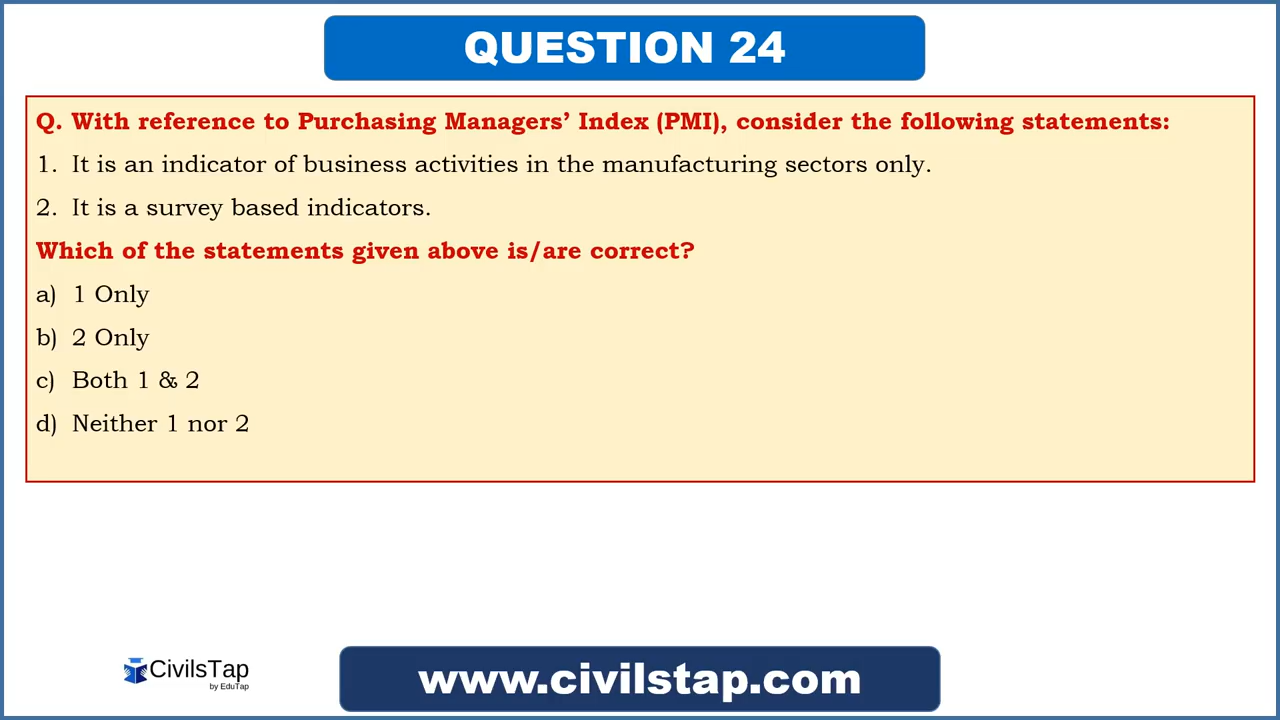 QUESTION 24
Q. With reference to Purchasing Managers’ Index (PMI), consider the following statements:
1. It is an indicator of business activities in the manufacturing sectors only.
2. It is a survey based indicators.
Which of the statements given above is/are correct?
a) 1 Only
b) 2 Only
c) Both 1 & 2
d) Neither 1 nor 2
CivilsTap
by EduTap
www.civilstap.com